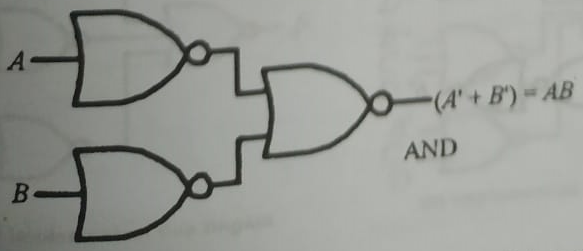 A
(A' + B') = AB
AND
B